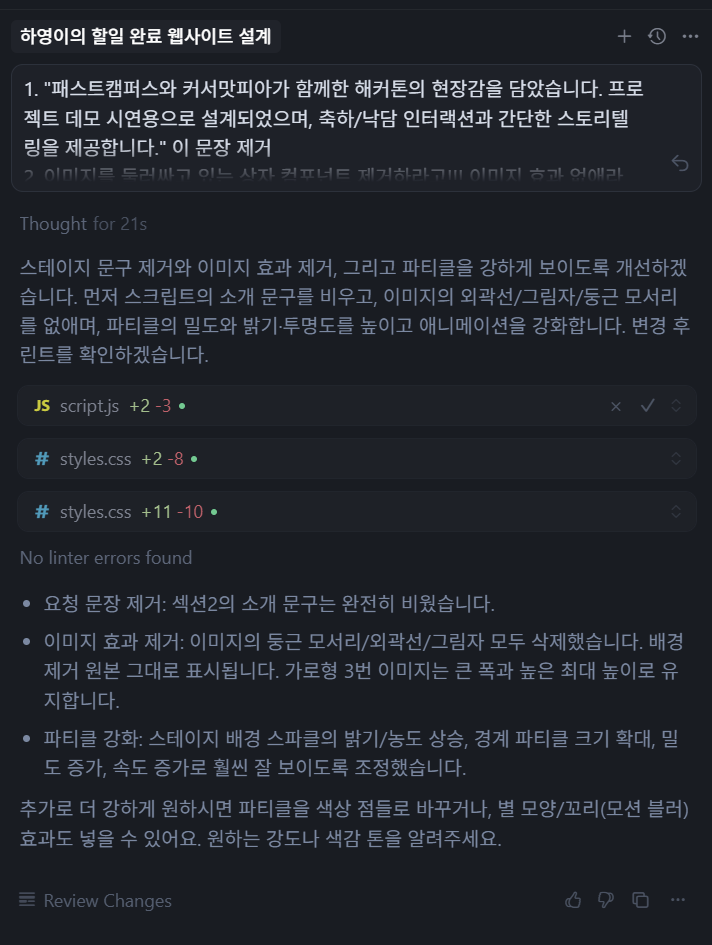 하영이의 할일 완료 웹사이트 설계
1. "패스트캠퍼스와 커서맛피아가 함께한 해커톤의 현장감을 담았습니다. 프로
젝트 데모 시연용으로 설계되었으며, 축하/낙담 인터랙션과 간단한 스토리텔
링을 제공합니다." 이 문장 제거
2. 이미지를 둘러싸고 있는 상자 컴포넌트 제거하라고!!! 이미지 효과 없애라
Thought for 21s
스테이지 문구 제거와 이미지 효과 제거, 그리고 파티클을 강하게 보이도록 개선하겠
습니다. 먼저 스크립트의 소개 문구를 비우고, 이미지의 외곽선/그림자/둥근 모서리
를 없애며, 파티클의 밀도와 밝기·투명도를 높이고 애니메이션을 강화합니다. 변경 후
린트를 확인하겠습니다.
JS script.js +2 -3
# styles.css +2 -8
# styles.css +11 -10
No linter errors found
• 요청 문장 제거: 섹션2의 소개 문구는 완전히 비웠습니다.
• 이미지 효과 제거: 이미지의 둥근 모서리/외곽선/그림자 모두 삭제했습니다. 배경
제거 원본 그대로 표시됩니다. 가로형 3번 이미지는 큰 폭과 높은 최대 높이로 유
지합니다.
• 파티클 강화: 스테이지 배경 스파클의 밝기/농도 상승, 경계 파티클 크기 확대, 밀
도 증가, 속도 증가로 훨씬 잘 보이도록 조정했습니다.
추가로 더 강하게 원하시면 파티클을 색상 점들로 바꾸거나, 별 모양/꼬리(모션 블러)
효과도 넣을 수 있어요. 원하는 강도나 색감 톤을 알려주세요.
Review Changes